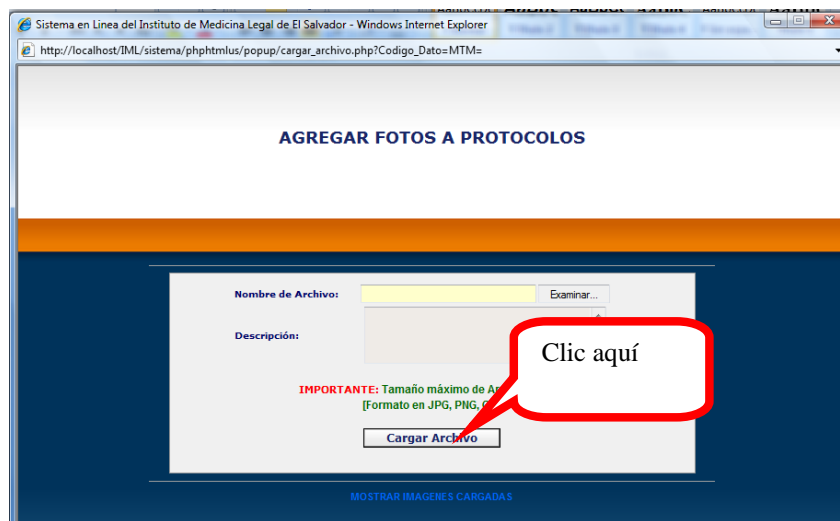 Sistema en Linea del Instituto de Medicina Legal de El Salvador - Windows Internet Explorer
http://localhost/IML/sistema/phphtmlus/popup/cargar_archivo.php?Codigo_Dato=MTM=
AGREGAR FOTOS A PROTOCOLOS
Nombre de Archivo:
Examinar...
Descripción:
Clic aquí
IMPORTANTE: Tamaño máximo de
[Formato en JPG, PNG,
Cargar Archivo
MOSTRAR IMAGENES CARGADAS